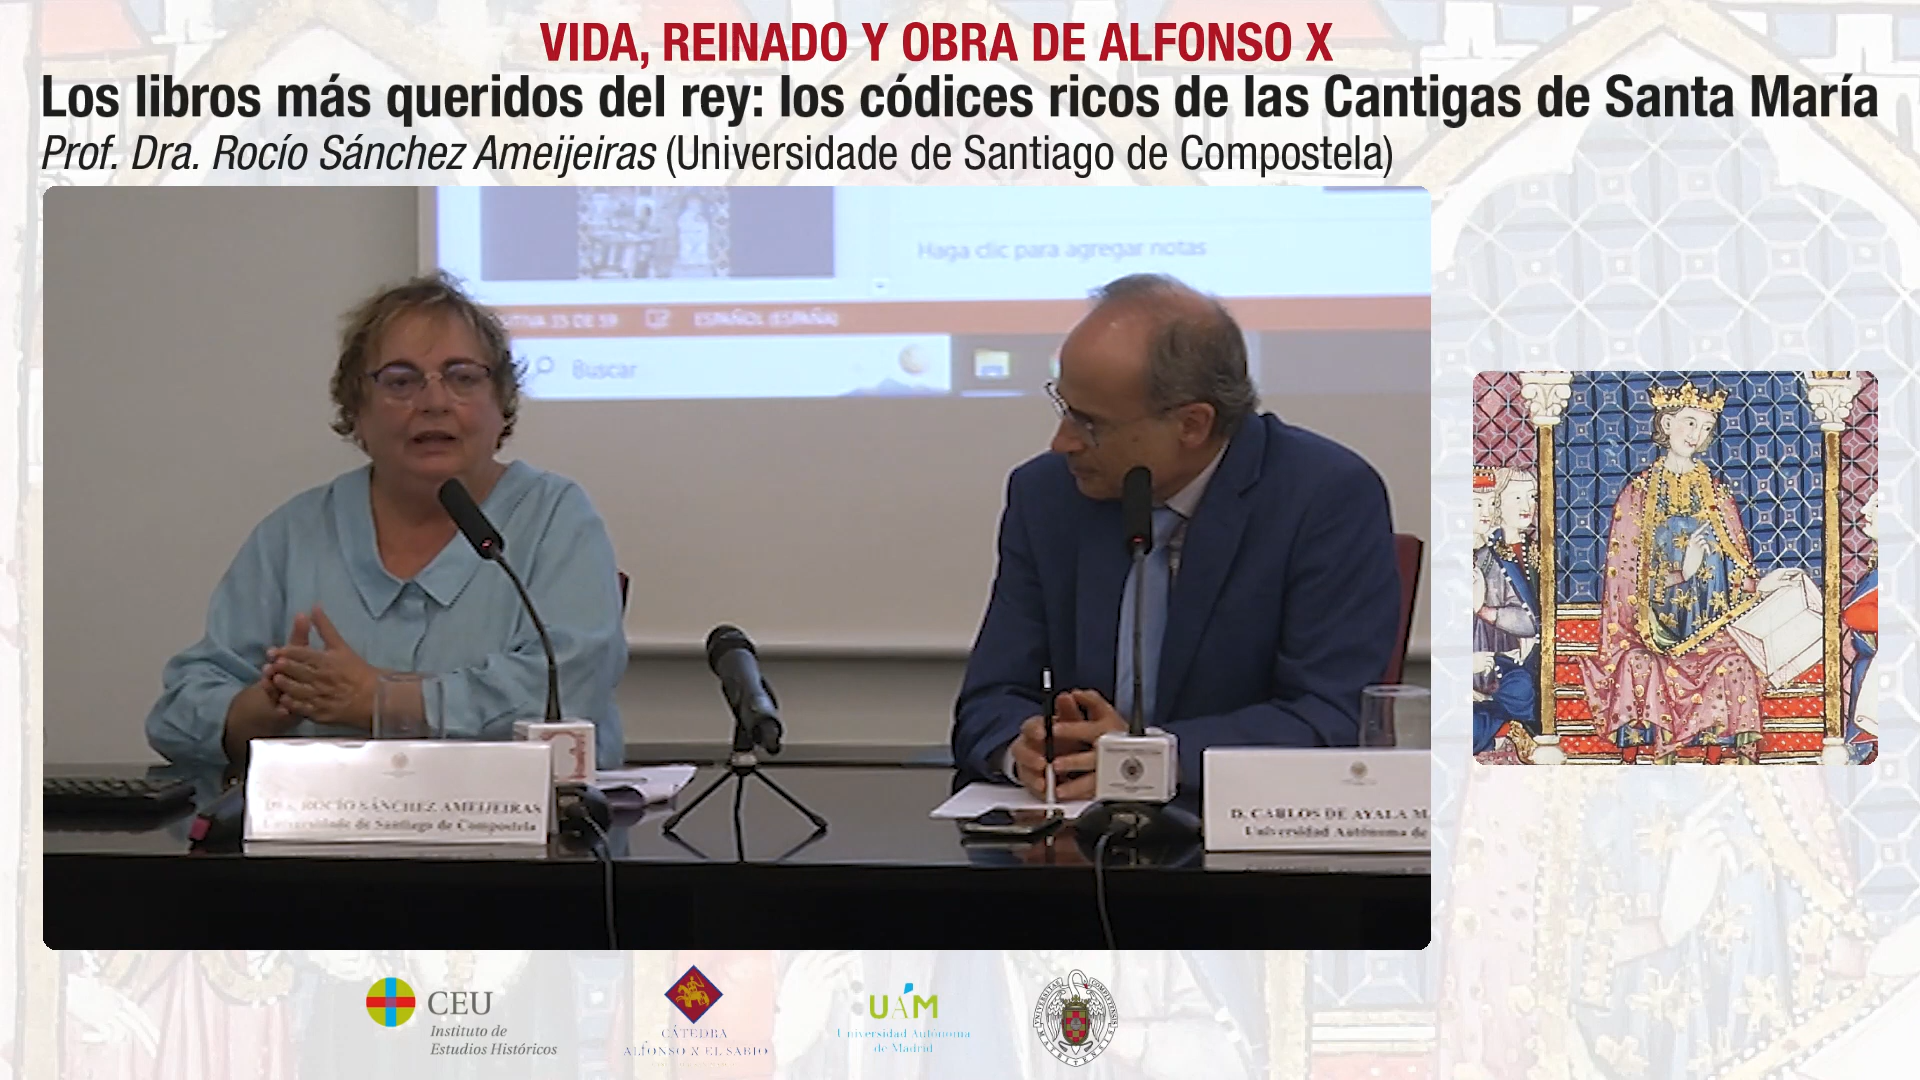 VIDA, REINADO Y OBRA DE ALFONSO X
Los libros más queridos del rey: los códices ricos de las Cantigas de Santa María
Prof. Dra. Rocío Sánchez Ameijeiras (Universidade de Santiago de Compostela)
Haga clic para agregar notas
15 DE 59 ESPAÑOL (ESPAÑA)
Buscar
ROCÍO SÁNCHEZ AMEIJEIRAS
Universidade de Santiago de Compostela
D. CARLOS DE AYALA M
Universidad Autónoma de
CEU
Instituto de
Estudios Históricos
CÁTEDRA
ALFONSO X EL SABIO
UAM
Universidad Autónoma
de Madrid